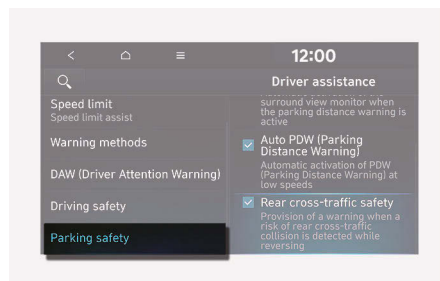 12:00
Driver assistance
Speed limit
Speed limit assist
Warning methods
DAW (Driver Attention Warning)
Driving safety
Parking safety
surround view monitor when
the parking distance warning is
active
Auto PDW (Parking
Distance Warning)
Automatic activation of PDW
(Parking Distance Warning) at
low speeds
Rear cross-traffic safety
Provision of a warning when a
risk of rear cross-traffic
collision is detected while
reversing